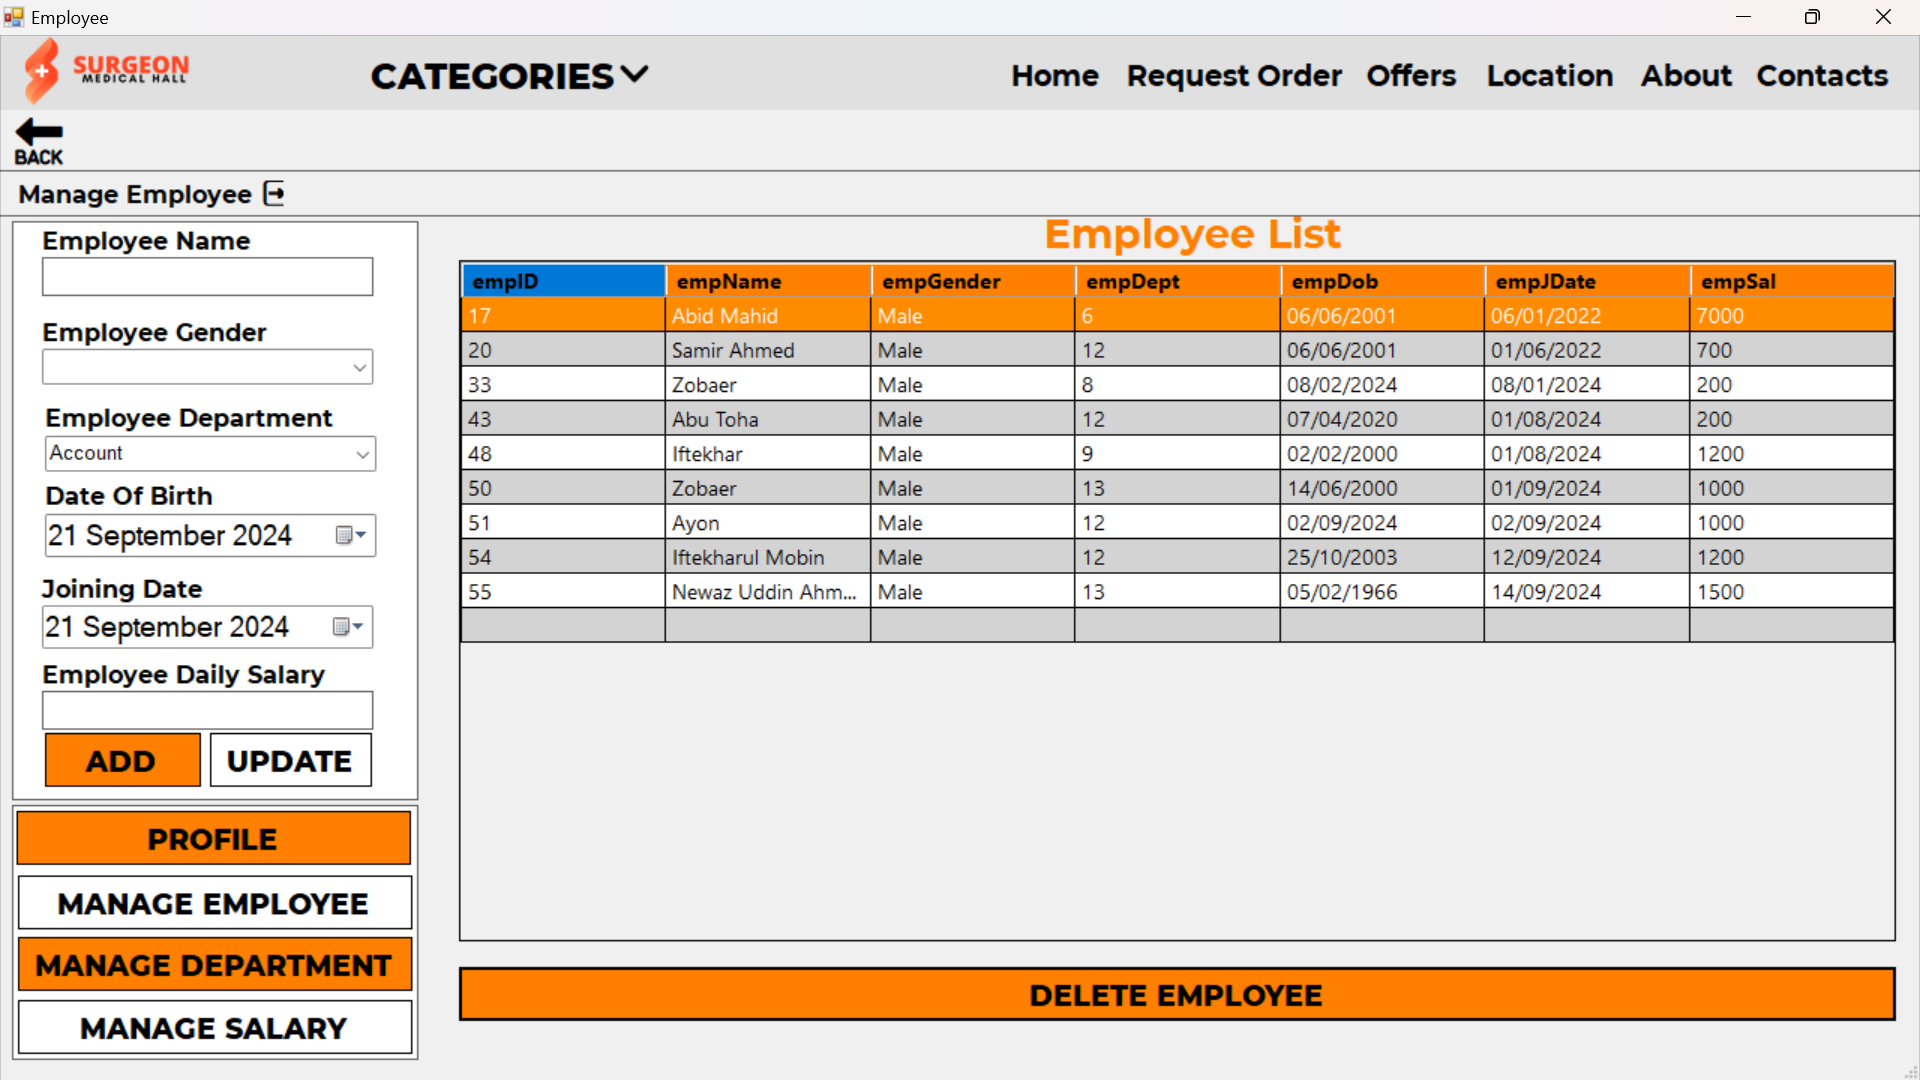 Employee
SURGEON
MEDICAL HALL
CATEGORIES
Home Request Order Offers Location About Contacts
BACK
Manage Employee
Employee Name
Employee Gender
Employee Department
Account
Date Of Birth
21 September 2024
Joining Date
21 September 2024
Employee Daily Salary
ADD UPDATE
PROFILE
MANAGE EMPLOYEE
MANAGE DEPARTMENT
MANAGE SALARY
Employee List
empID empName empGender empDept empDob empJDate empSal
17 Abid Mahid Male 6 06/06/2001 06/01/2022 7000
20 Samir Ahmed Male 12 06/06/2001 01/06/2022 700
33 Zobaer Male 8 08/02/2024 08/01/2024 200
43 Abu Toha Male 12 07/04/2020 01/08/2024 200
48 Iftekhar Male 9 02/02/2000 01/08/2024 1200
50 Zobaer Male 13 14/06/2000 01/09/2024 1000
51 Ayon Male 12 02/09/2024 02/09/2024 1000
54 Iftekharul Mobin Male 12 25/10/2003 12/09/2024 1200
55 Newaz Uddin Ahm... Male 13 05/02/1966 14/09/2024 1500
DELETE EMPLOYEE